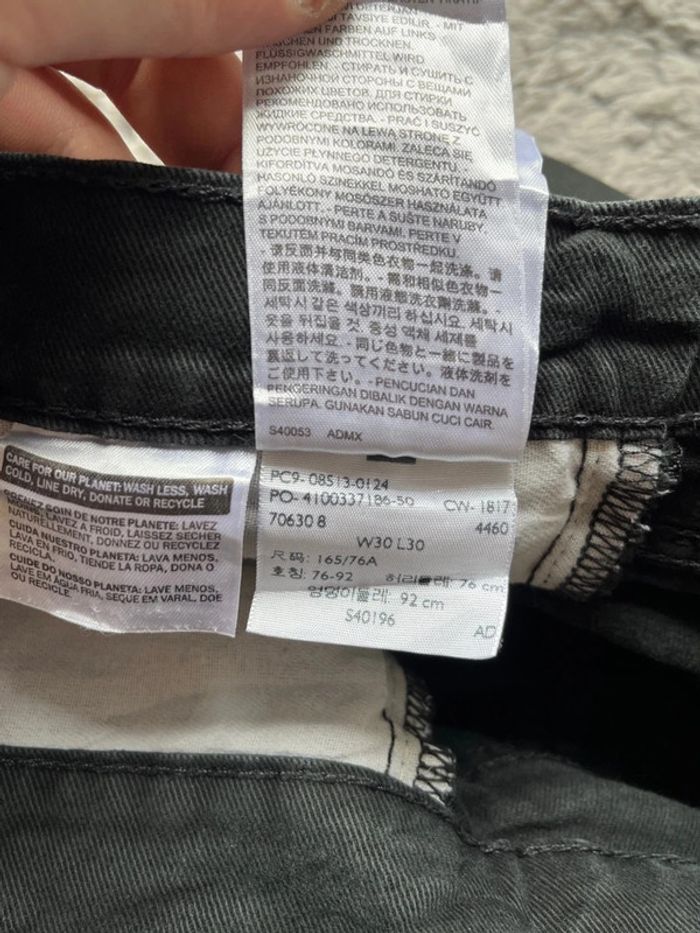 TAVSIYE EDILIR. - MIT
FARBEN AUF LINKS
UND TROCKNEN.
FLÜSSIGWASCHMITTEL WIRD
EMPFOHLEN. - СТИРАТЬ И СУШИТЬ С
ИЗНАНОЧНОЙ СТОРОНЫ С ВЕЩАМИ
ПОХОЖИХ ЦВЕТОВ. ДЛЯ СТИРКИ
РЕКОМЕНДОВАНО ИСПОЛЬЗОВАТЬ
ЖИДКИЕ СРЕДСТВА. - PRAĆ I SUSZYĆ
WYWRÓCONE NA LEWĄ STRONĘ Z
PODOBNYMI KOLORAMI. ZALECA SIĘ
UŻYCIE PŁYNNEGO DETERGENTU. -
KIFORDÍTVA MOSANDÓ ÉS SZÁRÍTANDÓ
HASONLÓ SZÍNEKKEL MOSHATÓ EGYÜTT
FOLYÉKONY MOSÓSZER HASZNÁLATA
AJÁNLOTT. - PERTE A SUŠTE NARUBY.
S PODOBNÝMI BARVAMI. PERTE V
TEKUTÉM PRACÍM PROSTŘEDKU.
请反面并与同类色衣物一起洗涤。请
使用液体清洁剂。- 需和相似色衣物一
同反面洗滌。請用液態洗衣劑洗滌。-
세탁시 같은 색상끼리 하십시요. 세탁시
옷을 뒤집을 것. 중성 액체 세제를
사용하세요. - 同じ色物と一緒に製品を
裏返して洗ってください。液体洗剤を
ご使用下さい。- PENCUCIAN DAN
PENGERINGAN DIBALIK DENGAN WARNA
SERUPA. GUNAKAN SABUN CUCI CAIR.
S40053 ADMX
CARE FOR OUR PLANET: WASH LESS, WASH
COLD, LINE DRY, DONATE OR RECYCLE
PRENEZ SOIN DE NOTRE PLANETE: LAVEZ
MOINS, LAVEZ A FROID, LAISSEZ SECHER
NATURELLEMENT, DONNEZ OU RECYCLEZ
CUIDA NUESTRO PLANETA: LAVA MENOS,
LAVA EN FRIO, TIENDE LA ROPA, DONA O
RECICLA.
CUIDE DO NOSSO PLANETA: LAVE MENOS,
LAVE EM AGUA FRIA, SEQUE EM VARAL, DOE
OU RECICLE.
PC9- 08513-0124
PO- 4100337186-50 CW- 1817
70630 8 4460
W30 L30
尺码: 165/76A
호칭: 76-92 허리둘레: 76 cm
엉덩이둘레: 92 cm
S40196 AD